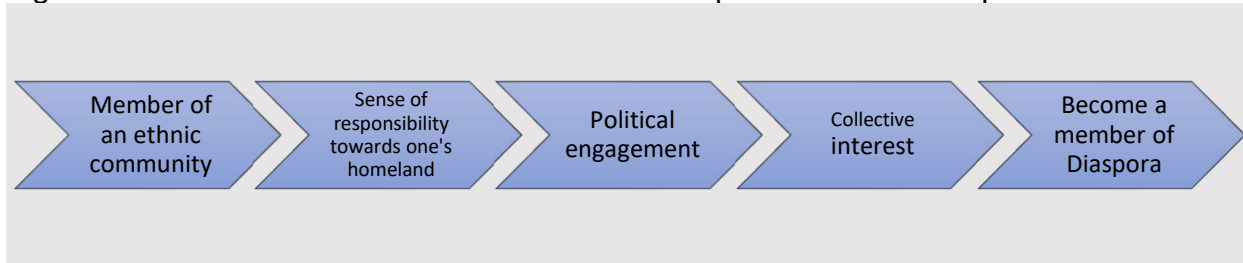 Member of
an ethnic
community
Sense of
responsibility
towards one's
homeland
Political
engagement
Collective
interest
Become a
member of
Diaspora